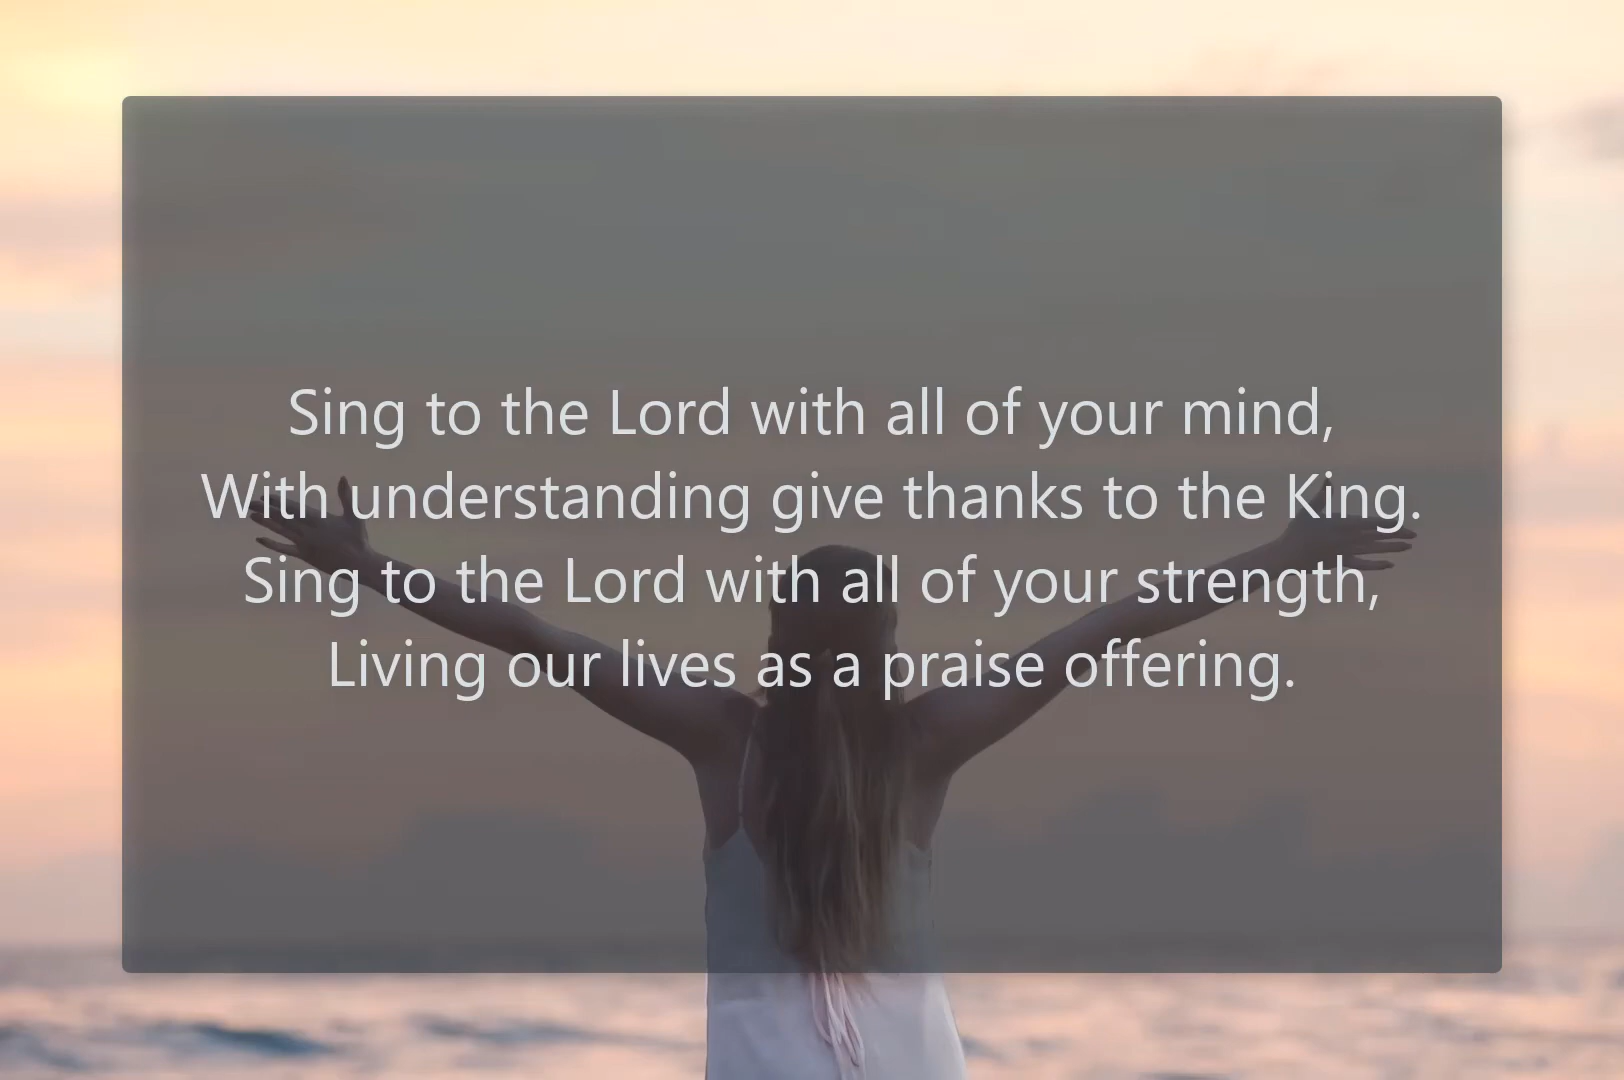 Sing to the Lord with all of your mind,
With understanding give thanks to the King.
Sing to the Lord with all of your strength,
Living our lives as a praise offering.